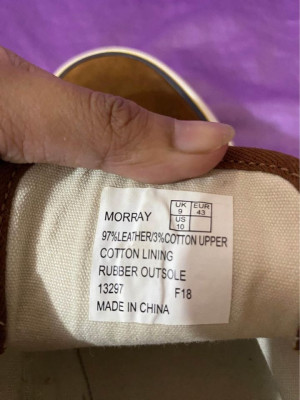 MORRAY
UK EUR
9 43
US
10
97%LEATHER/3%COTTON UPPER
COTTON LINING
RUBBER OUTSOLE
13297 F18
MADE IN CHINA